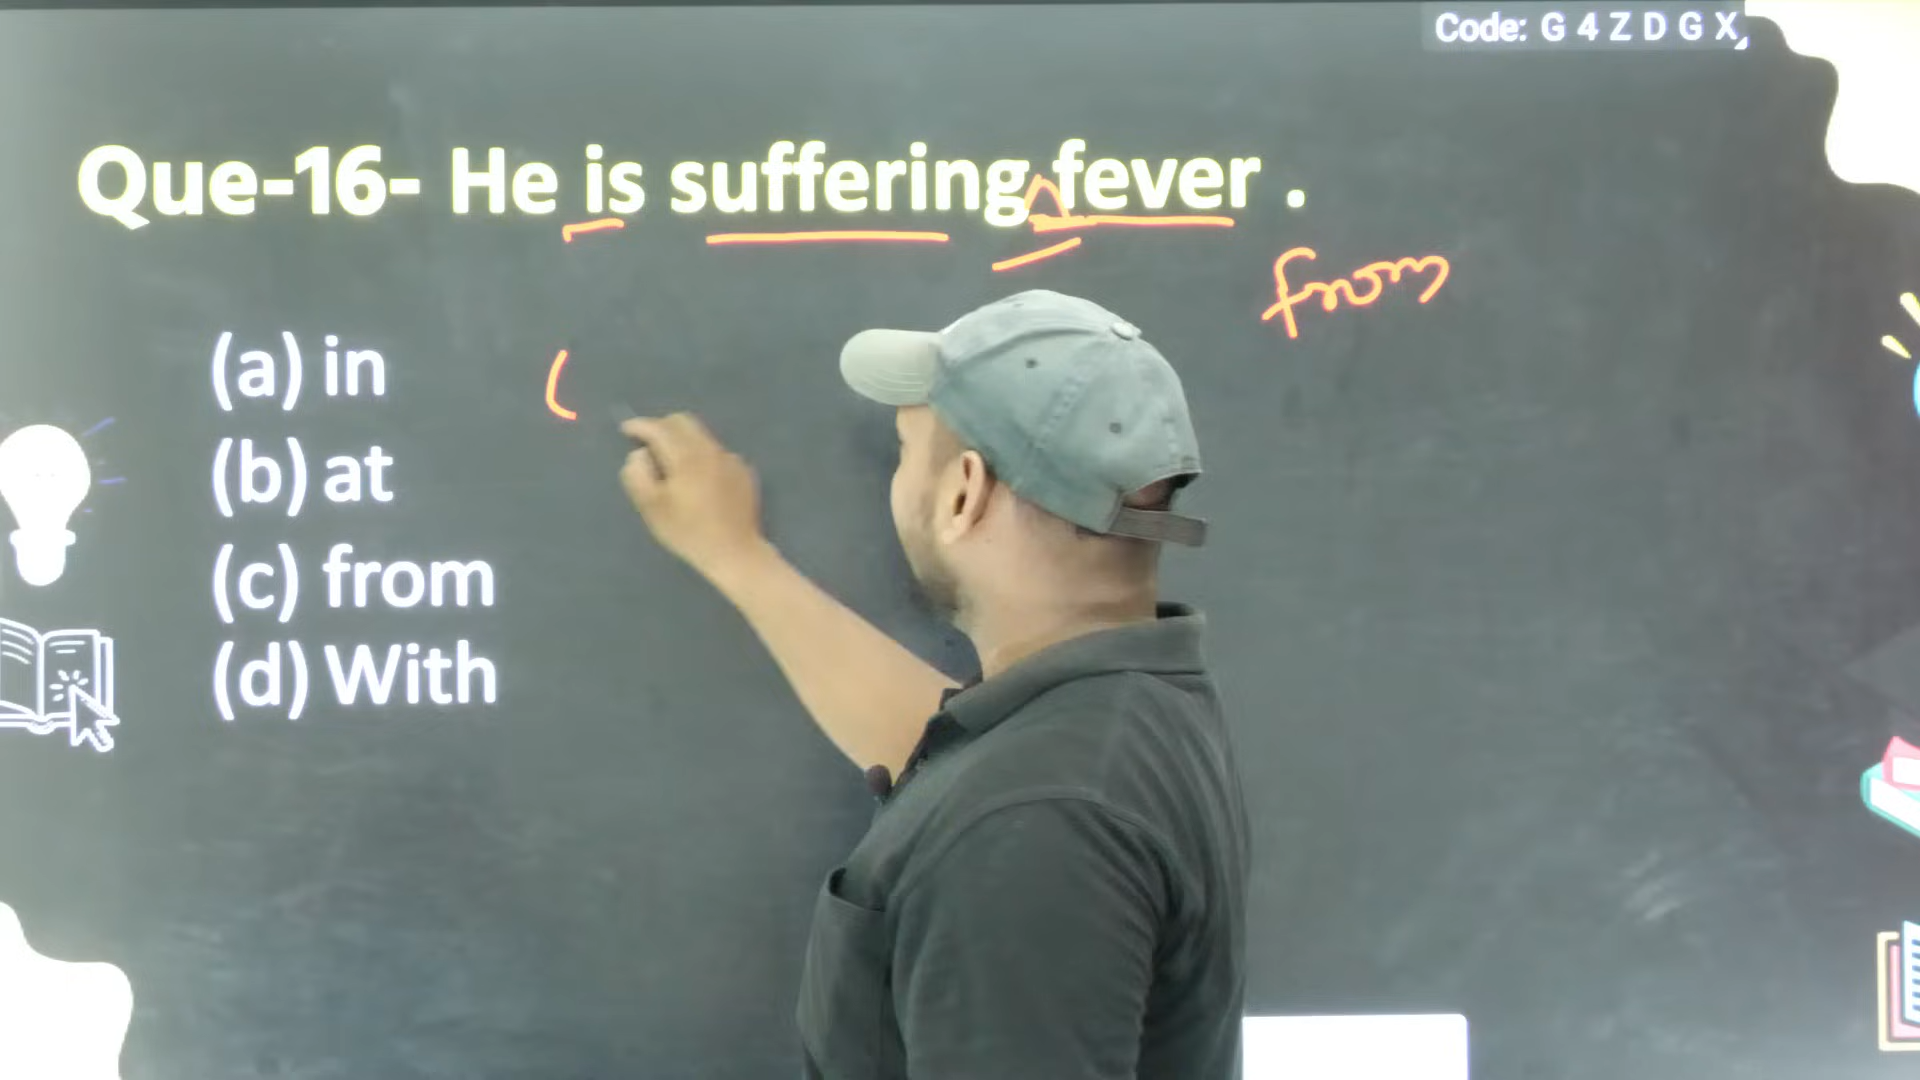 Code: G 4 Z D G X
Que-16- He is suffering fever .
from
(a) in
(b) at
(c) from
(d) With